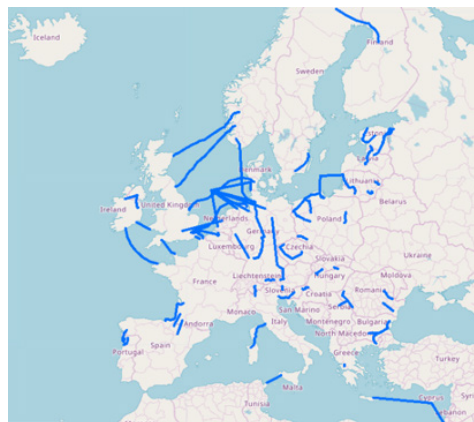 Iceland
Finland
Sweden
Estonia
Latvia
Denmark
Lithuania
United Kingdom
Ireland
Belarus
Netherlands
Poland
Germany
Luxembourg
Czechia
Ukraine
Slovakia
France
Liechtenstein
Hungary
Moldova
Slovenia
Croatia
Romania
Monaco
San Marino
Serbia
Andorra
Italy
Montenegro
Bulgaria
Portugal
Spain
North Macedonia
Greece
Turkey
Malta
Tunisia
Cyprus
Lebanon